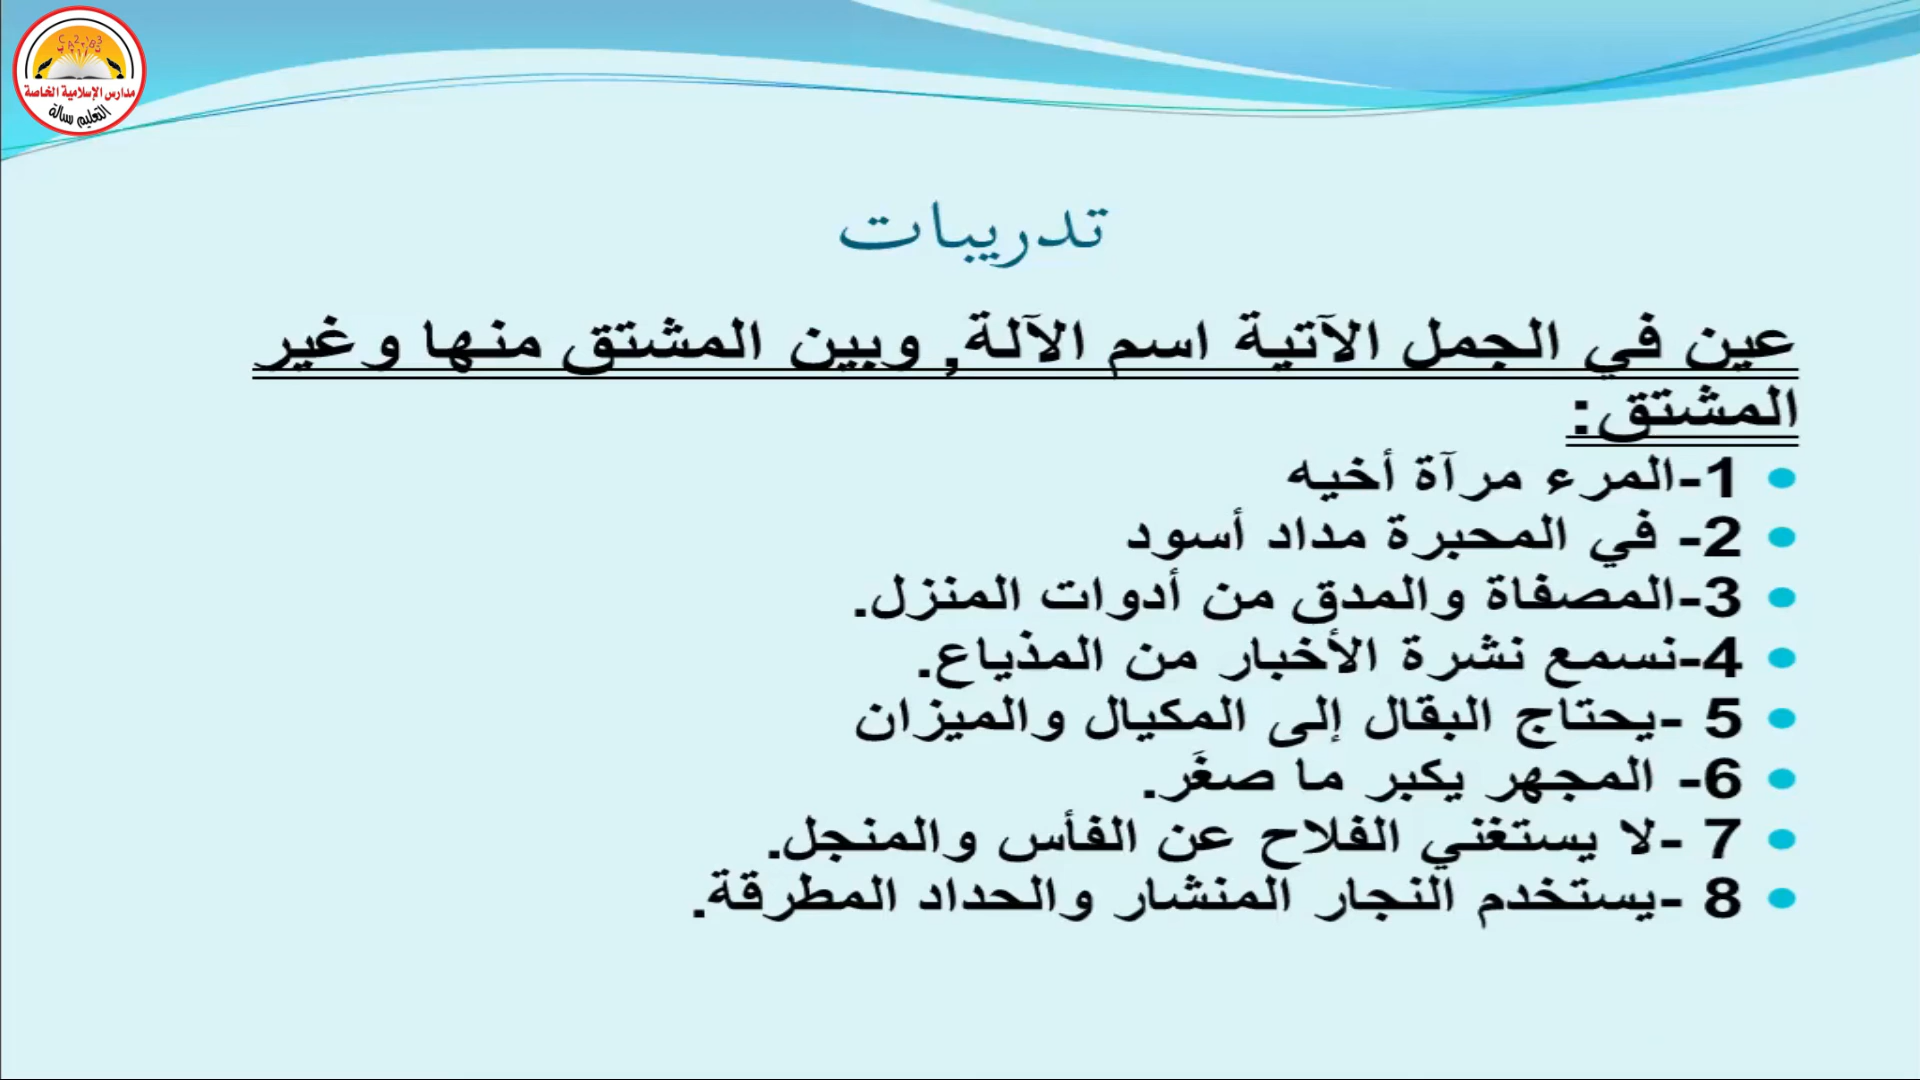 مدارس الإسلامية الخاصة
التعليم رسالة
تدريبات
عين في الجمل الآتية اسم الآلة, وبين المشتق منها وغير
المشتق:
1-المرء مرآة أخيه
2- في المحبرة مداد أسود
3-المصفاة والمدق من أدوات المنزل.
4-نسمع نشرة الأخبار من المذياع.
5 -يحتاج البقال إلى المكيال والميزان
6- المجهر يكبر ما صغَر.
7 -لا يستغني الفلاح عن الفأس والمنجل.
8 -يستخدم النجار المنشار والحداد المطرقة.